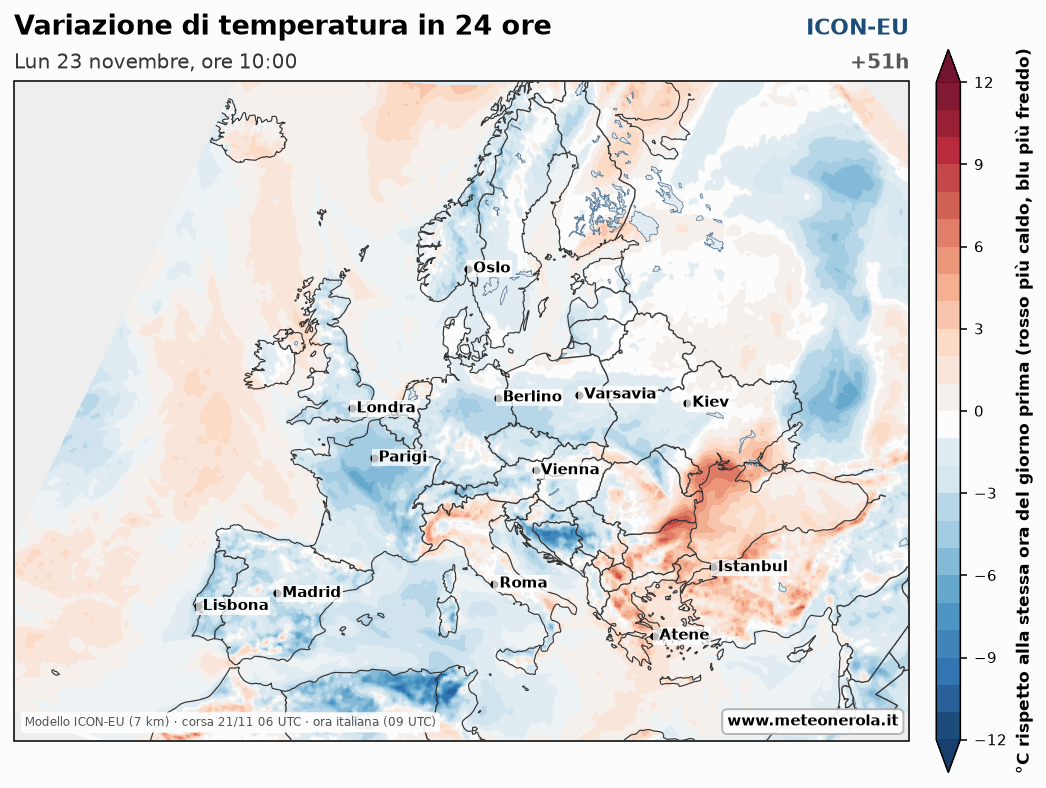 Variazione di temperatura in 24 ore
ICON-EU
Lun 23 novembre, ore 10:00
+51h
Oslo
Berlino
Varsavia
Kiev
Londra
Parigi
Vienna
Istanbul
Roma
Madrid
Lisbona
Atene
Modello ICON-EU (7 km) · corsa 21/11 06 UTC · ora italiana (09 UTC)
www.meteonerola.it
12
9
6
3
0
−3
−6
−9
−12
°C rispetto alla stessa ora del giorno prima (rosso più caldo, blu più freddo)